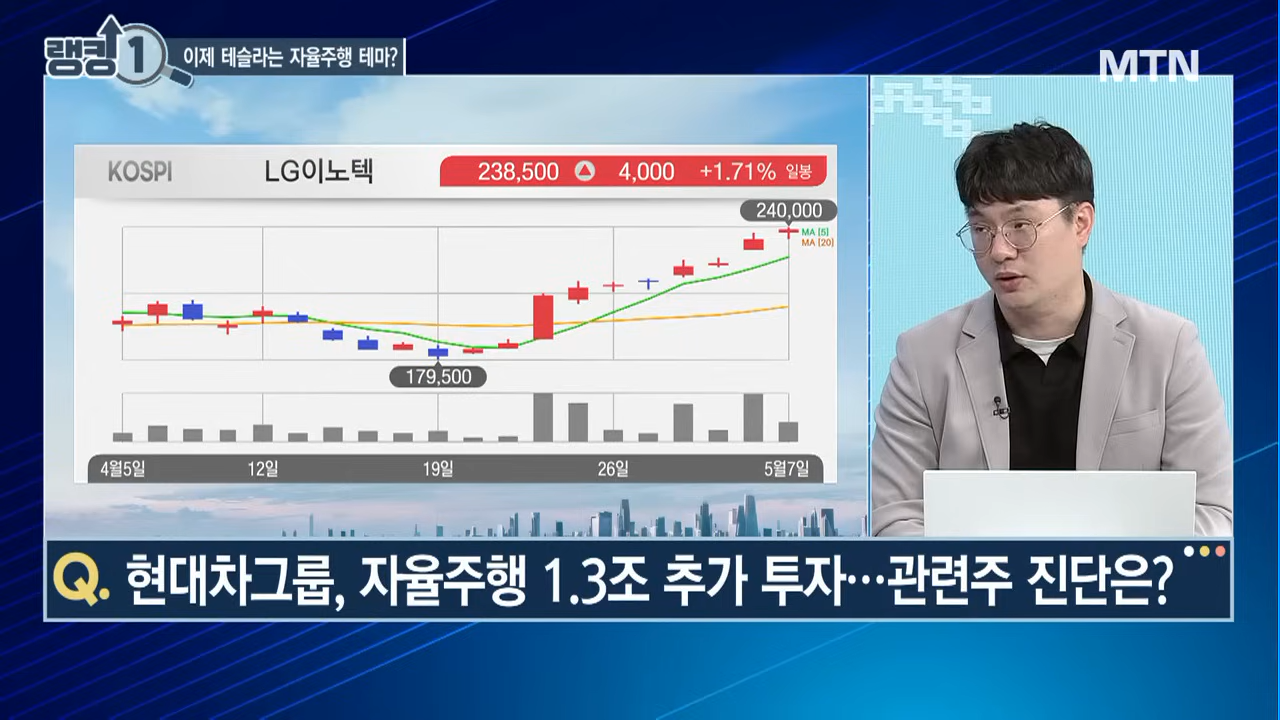 랭킹1
이제 테슬라는 자율주행 테마?
MTN
KOSPI
LG이노텍
238,500 4,000 +1.71% 일봉
240,000
MA [5]
MA [20]
179,500
4월5일 12일 19일 26일 5월7일
Q. 현대차그룹, 자율주행 1.3조 추가 투자…관련주 진단은?